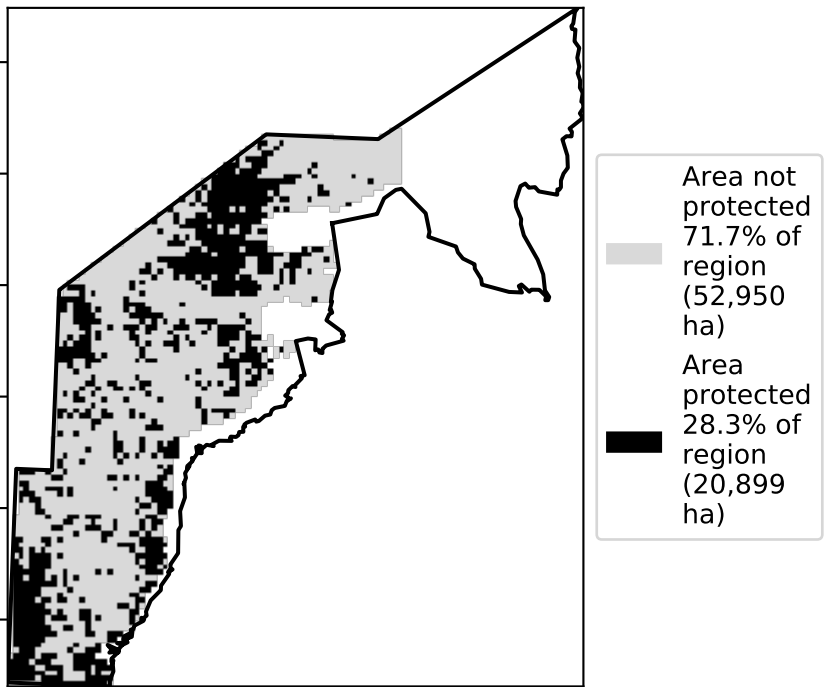 Area not
protected
71.7% of
region
(52,950
ha)
Area
protected
28.3% of
region
(20,899
ha)